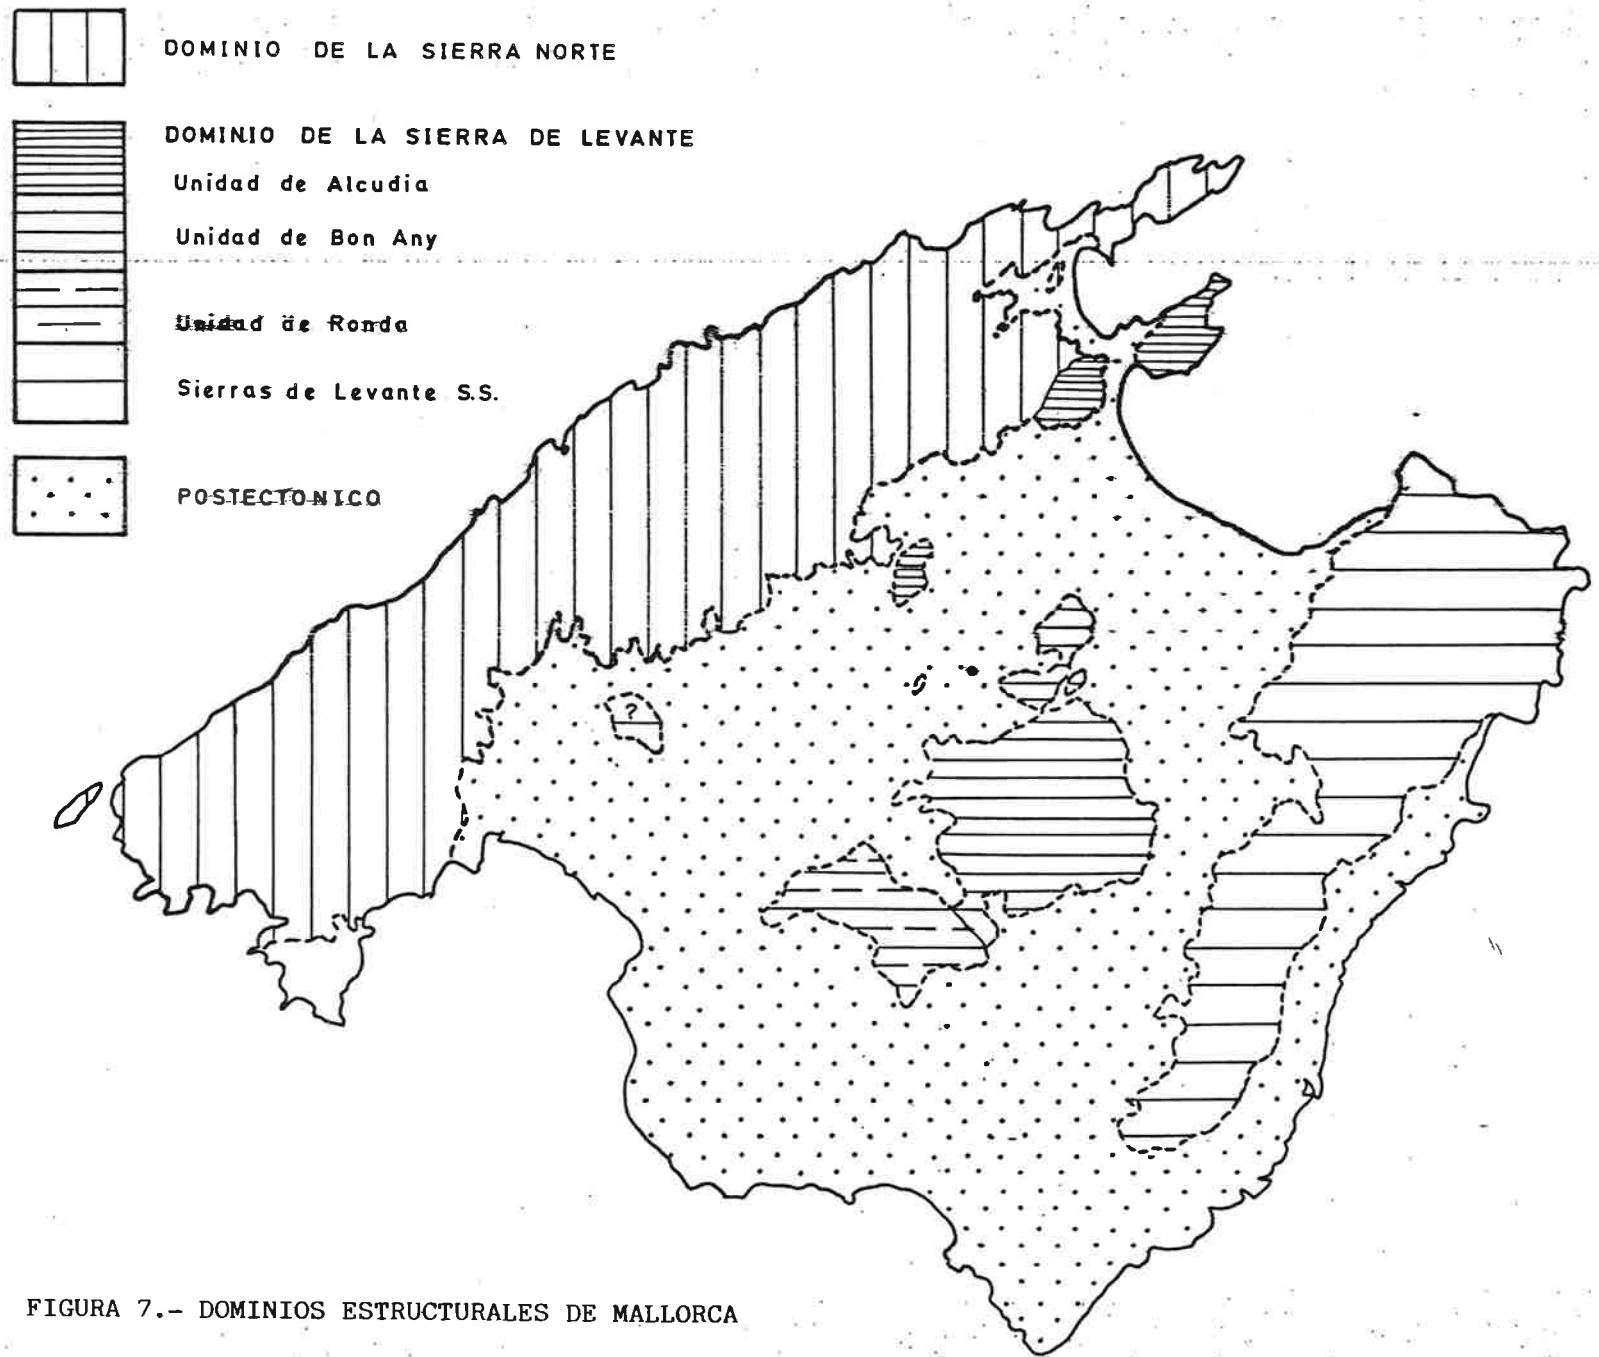 DOMINIO DE LA SIERRA NORTE
DOMINIO DE LA SIERRA DE LEVANTE
Unidad de Alcudia
Unidad de Bon Any
Unidad de Ronda
Sierras de Levante S.S.
POSTECTONICO
?
FIGURA 7.- DOMINIOS ESTRUCTURALES DE MALLORCA